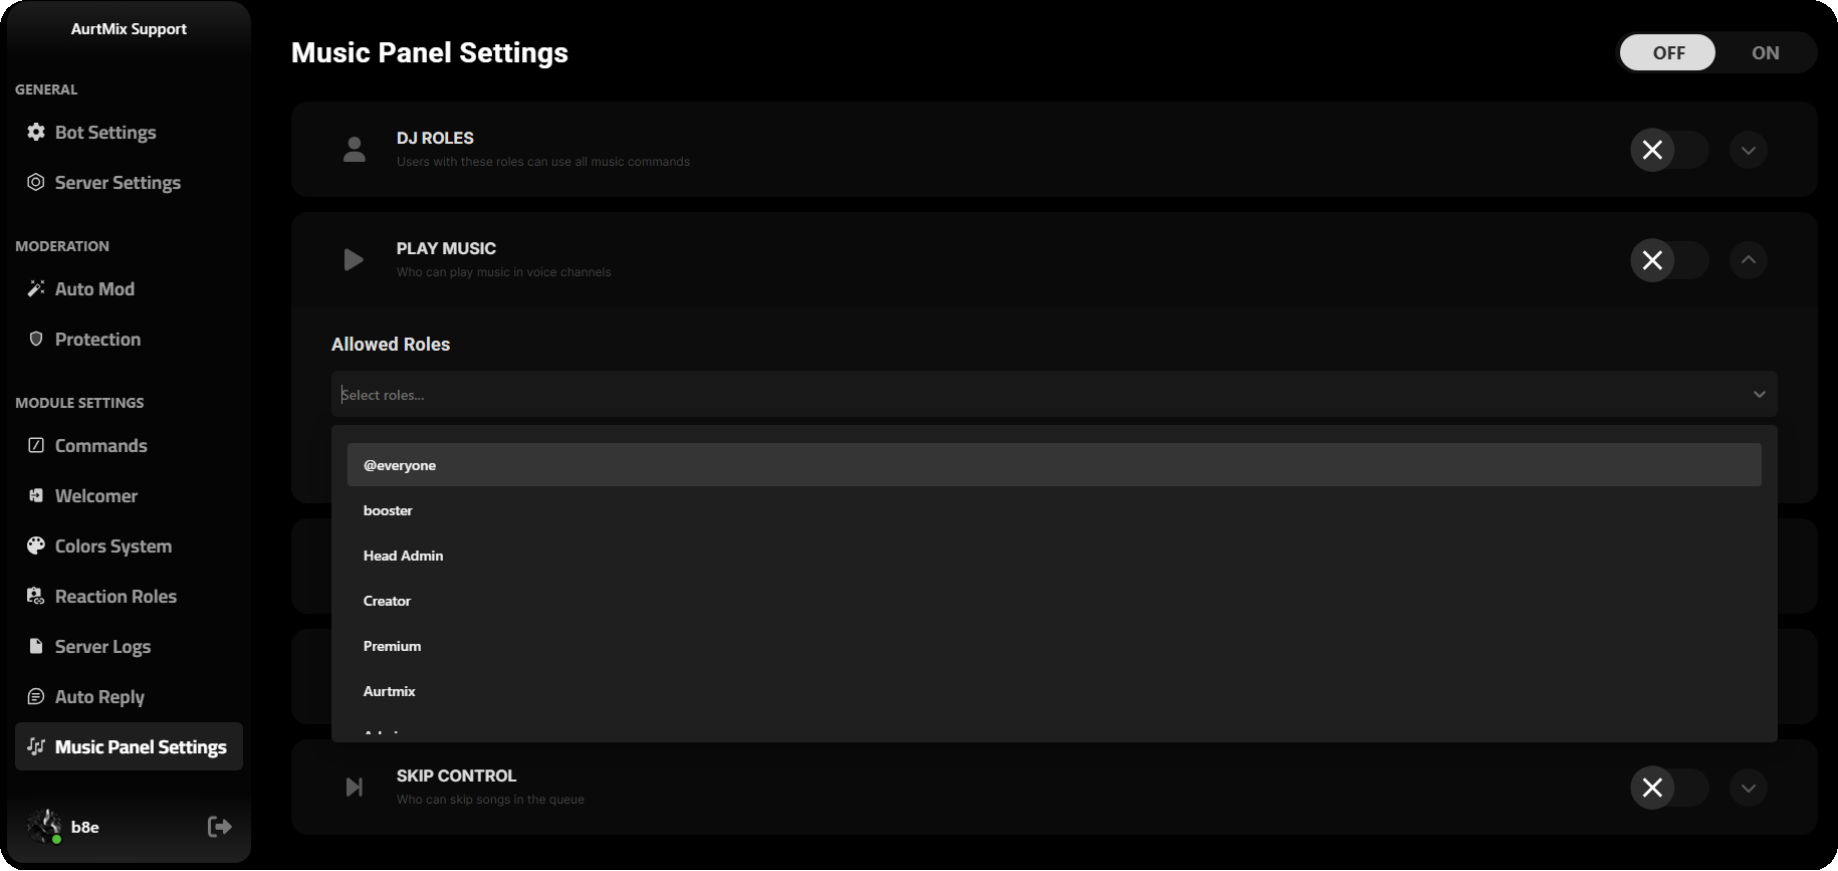 AurtMix Support
GENERAL
Bot Settings
Server Settings
MODERATION
Auto Mod
Protection
MODULE SETTINGS
Commands
Welcomer
Colors System
Reaction Roles
Server Logs
Auto Reply
Music Panel Settings
b8e
Music Panel Settings
OFF ON
DJ ROLES
Users with these roles can use all music commands
PLAY MUSIC
Who can play music in voice channels
Allowed Roles
Select roles...
@everyone
booster
Head Admin
Creator
Premium
Aurtmix
SKIP CONTROL
Who can skip songs in the queue